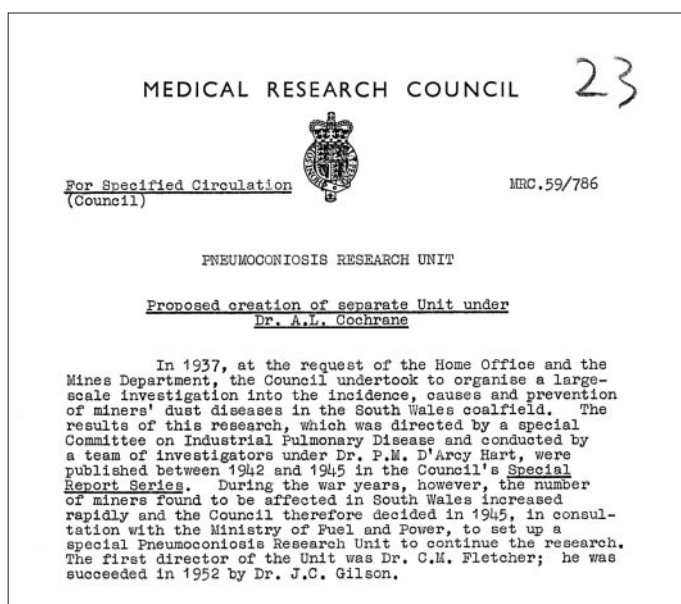 23
MEDICAL RESEARCH COUNCIL
For Specified Circulation
(Council)
MRC.59/786
PNEUMOCONIOSIS RESEARCH UNIT
Proposed creation of separate Unit under
Dr. A.L. Cochrane
In 1937, at the request of the Home Office and the
Mines Department, the Council undertook to organise a large-
scale investigation into the incidence, causes and prevention
of miners' dust diseases in the South Wales coalfield. The
results of this research, which was directed by a special
Committee on Industrial Pulmonary Disease and conducted by
a team of investigators under Dr. P.M. D'Arcy Hart, were
published between 1942 and 1945 in the Council's Special
Report Series. During the war years, however, the number
of miners found to be affected in South Wales increased
rapidly and the Council therefore decided in 1945, in consul-
tation with the Ministry of Fuel and Power, to set up a
special Pneumoconiosis Research Unit to continue the research.
The first director of the Unit was Dr. C.M. Fletcher; he was
succeeded in 1952 by Dr. J.C. Gilson.